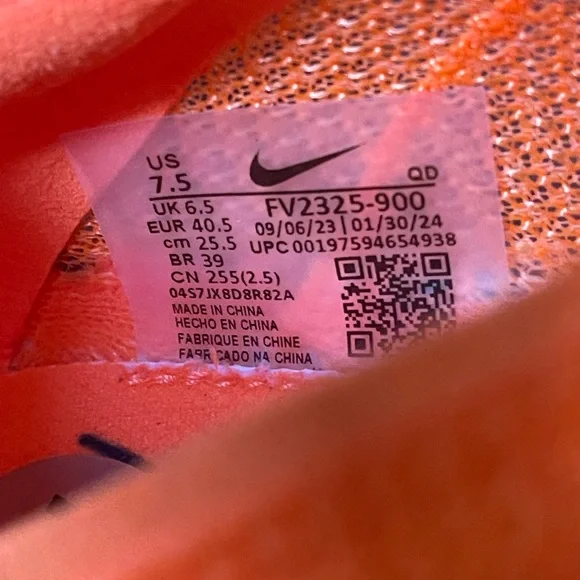 US
7.5
QD
UK 6.5 FV2325-900
EUR 40.5 09/06/23 | 01/30/24
cm 25.5 UPC 00197594654938
BR 39
CN 255(2.5)
04S7JX8D8R82A
MADE IN CHINA
HECHO EN CHINA
FABRIQUE EN CHINE
NA CHINA